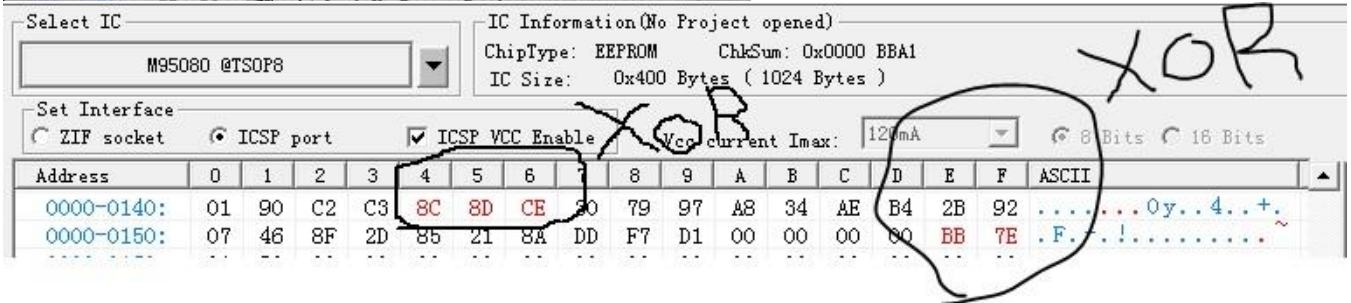 Select IC
IC Information(No Project opened)
XOR
M95080 @TSOP8
ChipType: EEPROM ChkSum: 0x0000 BBA1
IC Size: 0x400 Bytes ( 1024 Bytes )
XOR
Set Interface
ZIF socket ICSP port ICSP VCC Enable Vcc current Imax: 120mA 8 Bits 16 Bits
Address 0 1 2 3 4 5 6 7 8 9 A B C D E F ASCII
0000-0140: 01 90 C2 C3 8C 8D CE 30 79 97 A8 34 AE B4 2B 92 .......0y..4..+.
0000-0150: 07 46 8F 2D 85 21 8A DD F7 D1 00 00 00 00 BB 7E .F.-.!.........~